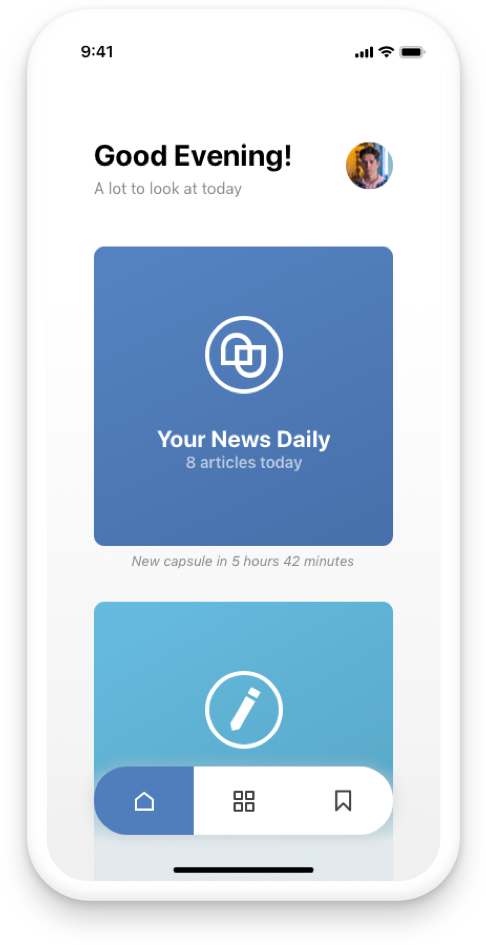 9:41
Good Evening!
A lot to look at today
Your News Daily
8 articles today
New capsule in 5 hours 42 minutes